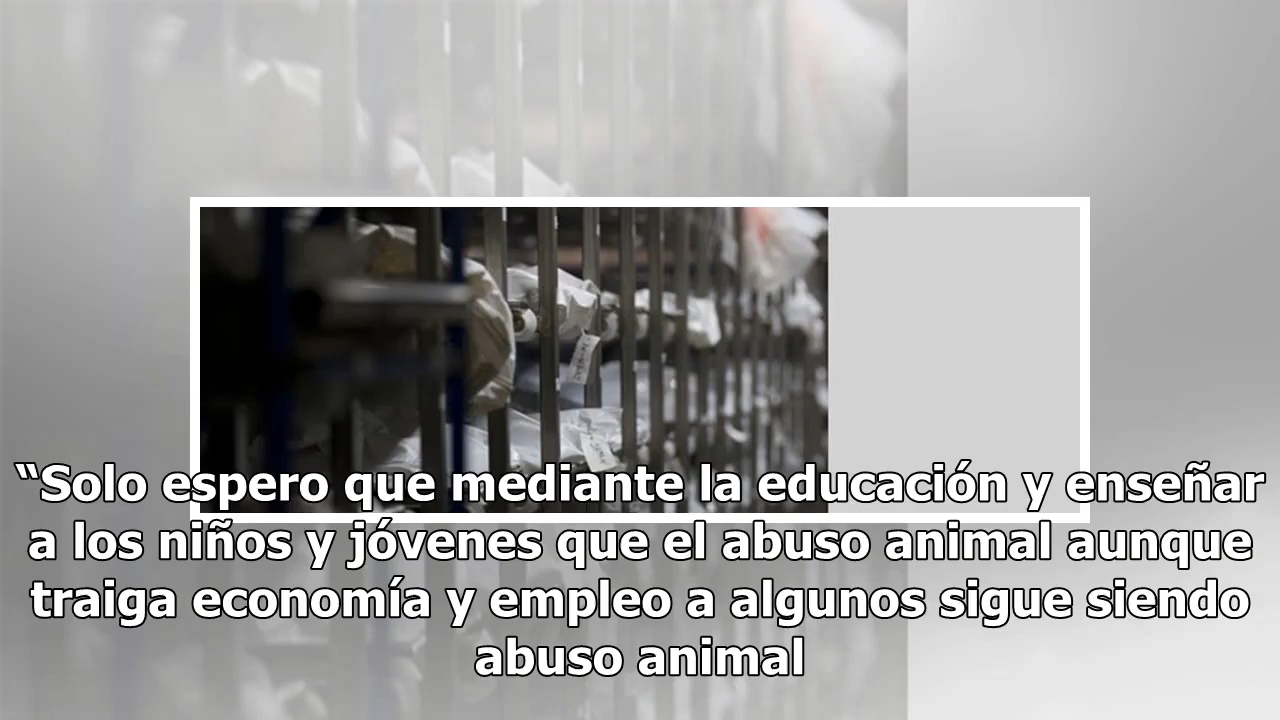 “Solo espero que mediante la educación y enseñar
a los niños y jóvenes que el abuso animal aunque
traiga economía y empleo a algunos sigue siendo
abuso animal